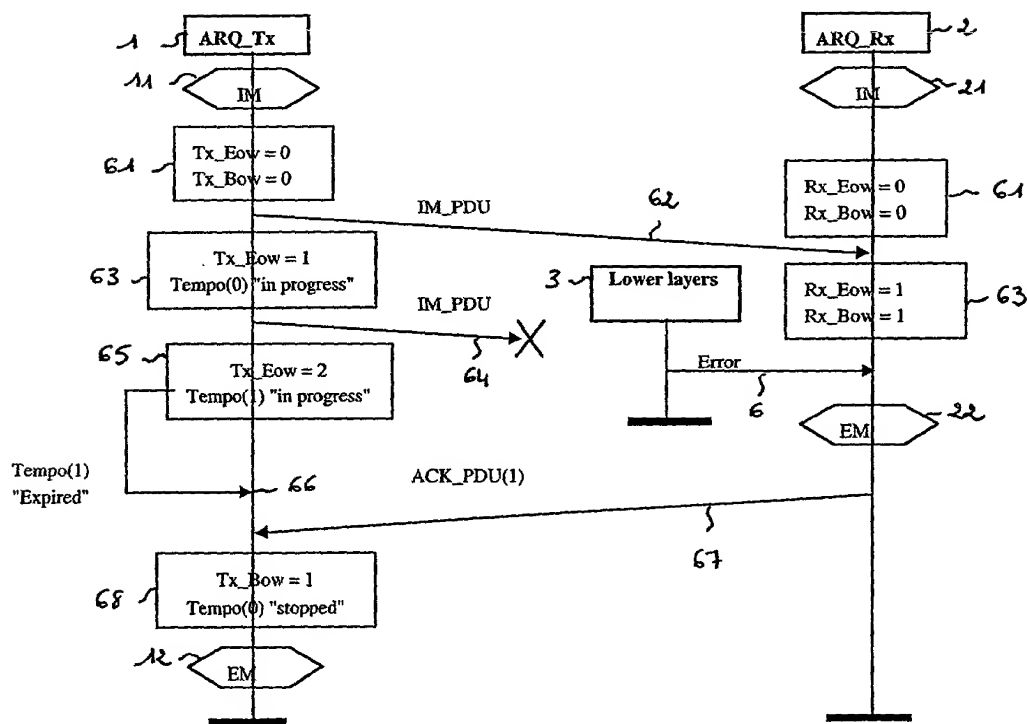 1 ARQ_Tx
ARQ_Rx 2
11 IM
IM 21
61 Tx_Eow = 0
Tx_Bow = 0
Rx_Eow = 0 61
Rx_Bow = 0
IM_PDU 62
63 Tx_Eow = 1
Tempo(0) "in progress"
3 Lower layers
Rx_Eow = 1 63
Rx_Bow = 1
IM_PDU
64
65 Tx_Eow = 2
Tempo(1) "in progress"
Error
6
EM 22
Tempo(1)
"Expired"
66
ACK_PDU(1)
67
68 Tx_Bow = 1
Tempo(0) "stopped"
12 EM